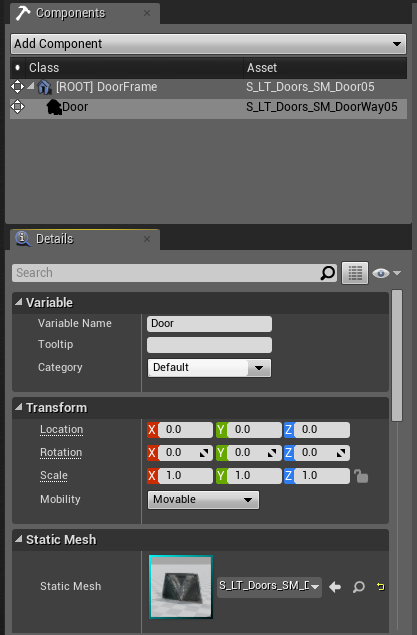 Components
Add Component
Class Asset
[ROOT] DoorFrame S_LT_Doors_SM_Door05
Door S_LT_Doors_SM_DoorWay05
Details
Search
Variable
Variable Name Door
Tooltip
Category Default
Transform
Location X 0.0 Y 0.0 Z 0.0
Rotation X 0.0 Y 0.0 Z 0.0
Scale X 1.0 Y 1.0 Z 1.0
Mobility Movable
Static Mesh
Static Mesh S_LT_Doors_SM_D